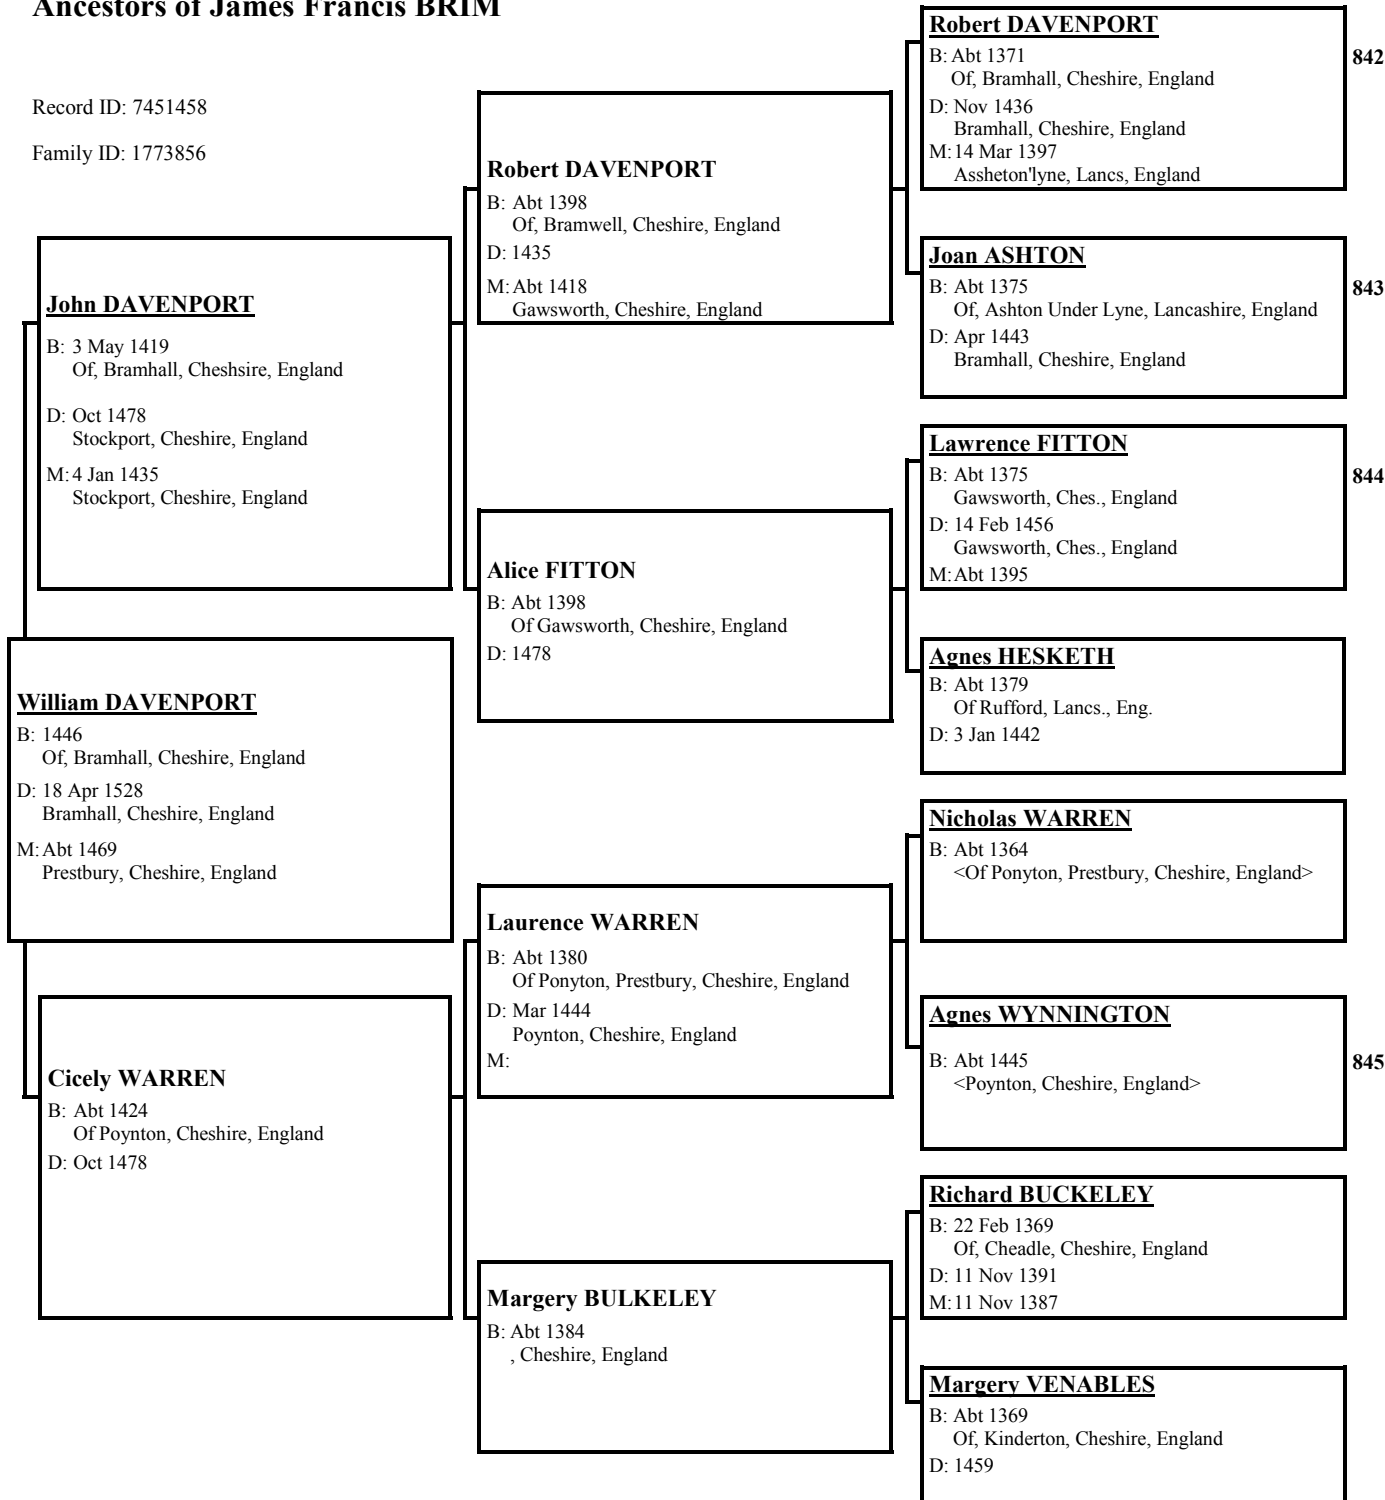 Ancestors of James Francis BRIM
Record ID: 7451458
Family ID: 1773856
John DAVENPORT
B: 3 May 1419
Of, Bramhall, Cheshsire, England
D: Oct 1478
Stockport, Cheshire, England
M: 4 Jan 1435
Stockport, Cheshire, England
William DAVENPORT
B: 1446
Of, Bramhall, Cheshire, England
D: 18 Apr 1528
Bramhall, Cheshire, England
M: Abt 1469
Prestbury, Cheshire, England
Cicely WARREN
B: Abt 1424
Of Poynton, Cheshire, England
D: Oct 1478
Robert DAVENPORT
B: Abt 1398
Of, Bramwell, Cheshire, England
D: 1435
M: Abt 1418
Gawsworth, Cheshire, England
Alice FITTON
B: Abt 1398
Of Gawsworth, Cheshire, England
D: 1478
Laurence WARREN
B: Abt 1380
Of Ponyton, Prestbury, Cheshire, England
D: Mar 1444
Poynton, Cheshire, England
M:
Margery BULKELEY
B: Abt 1384
, Cheshire, England
Robert DAVENPORT
B: Abt 1371
Of, Bramhall, Cheshire, England
D: Nov 1436
Bramhall, Cheshire, England
M: 14 Mar 1397
Assheton'lyne, Lancs, England
842
Joan ASHTON
B: Abt 1375
Of, Ashton Under Lyne, Lancashire, England
D: Apr 1443
Bramhall, Cheshire, England
843
Lawrence FITTON
B: Abt 1375
Gawsworth, Ches., England
D: 14 Feb 1456
Gawsworth, Ches., England
M: Abt 1395
844
Agnes HESKETH
B: Abt 1379
Of Rufford, Lancs., Eng.
D: 3 Jan 1442
Nicholas WARREN
B: Abt 1364
<Of Ponyton, Prestbury, Cheshire, England>
Agnes WYNNINGTON
B: Abt 1445
<Poynton, Cheshire, England>
845
Richard BUCKELEY
B: 22 Feb 1369
Of, Cheadle, Cheshire, England
D: 11 Nov 1391
M: 11 Nov 1387
Margery VENABLES
B: Abt 1369
Of, Kinderton, Cheshire, England
D: 1459